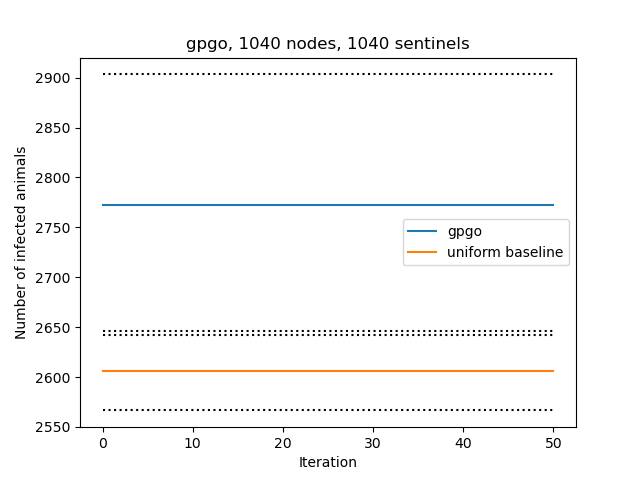 gpgo, 1040 nodes, 1040 sentinels
2900
2850
2800
2750
2700
2650
2600
2550
Number of infected animals
gpgo
uniform baseline
0 10 20 30 40 50
Iteration